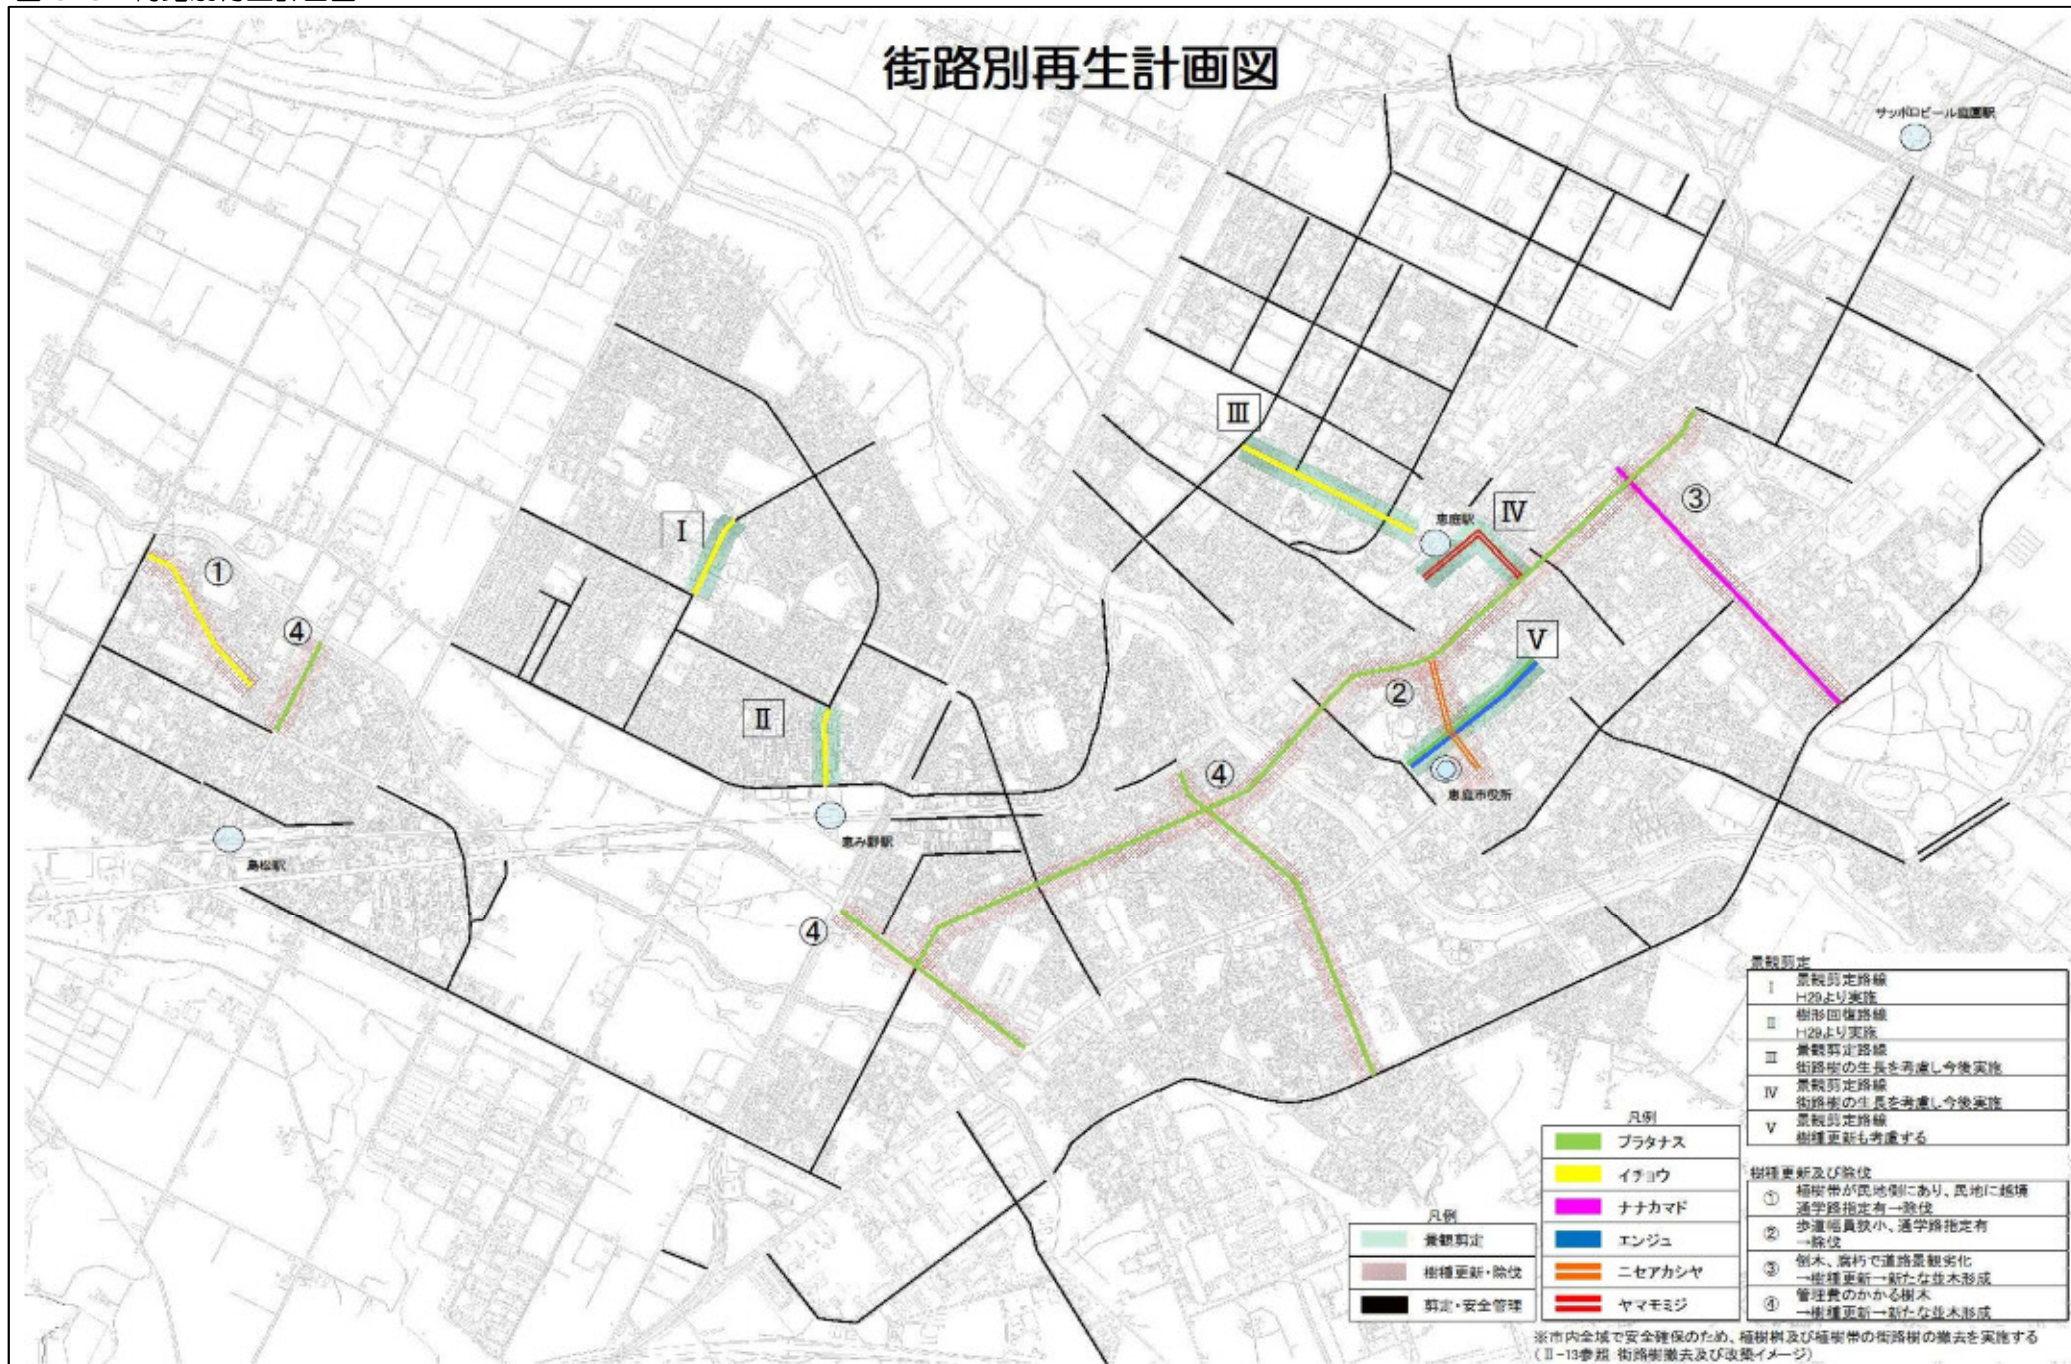 街路別再生計画図
サッポロビール庭園駅
Ⅲ
③
恵庭駅
Ⅳ
Ⅰ
①
④
Ⅴ
②
Ⅱ
④
恵庭市役所
恵み野駅
島松駅
④
景観剪定
Ⅰ 景観剪定路線
H29より実施
Ⅱ 樹形回復路線
H29より実施
Ⅲ 景観剪定路線
街路樹の生長を考慮し今後実施
Ⅳ 景観剪定路線
街路樹の生長を考慮し今後実施
Ⅴ 景観剪定路線
樹種更新も考慮する
樹種更新及び除伐
① 植樹帯が民地側にあり、民地に越境
通学路指定有→除伐
② 歩道幅員狭小、通学路指定有
→除伐
③ 倒木、腐朽で道路景観劣化
→樹種更新→新たな並木形成
④ 管理費のかかる樹木
→樹種更新→新たな並木形成
凡例
プラタナス
イチョウ
ナナカマド
エンジュ
ニセアカシヤ
ヤマモミジ
凡例
景観剪定
樹種更新・除伐
剪定・安全管理
※市内全域で安全確保のため、植樹桝及び植樹帯の街路樹の撤去を実施する
（Ⅱ-13参照 街路樹撤去及び改築イメージ）